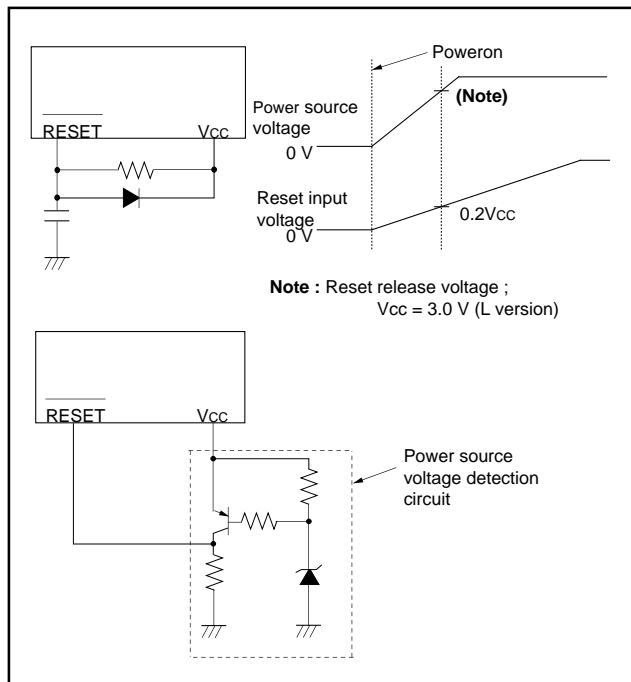 RESET
VCC
Poweron
Power source
voltage
(Note)
0 V
Reset input
voltage
0 V
0.2VCC
Note : Reset release voltage ;
Vcc = 3.0 V (L version)
RESET
VCC
Power source
voltage detection
circuit